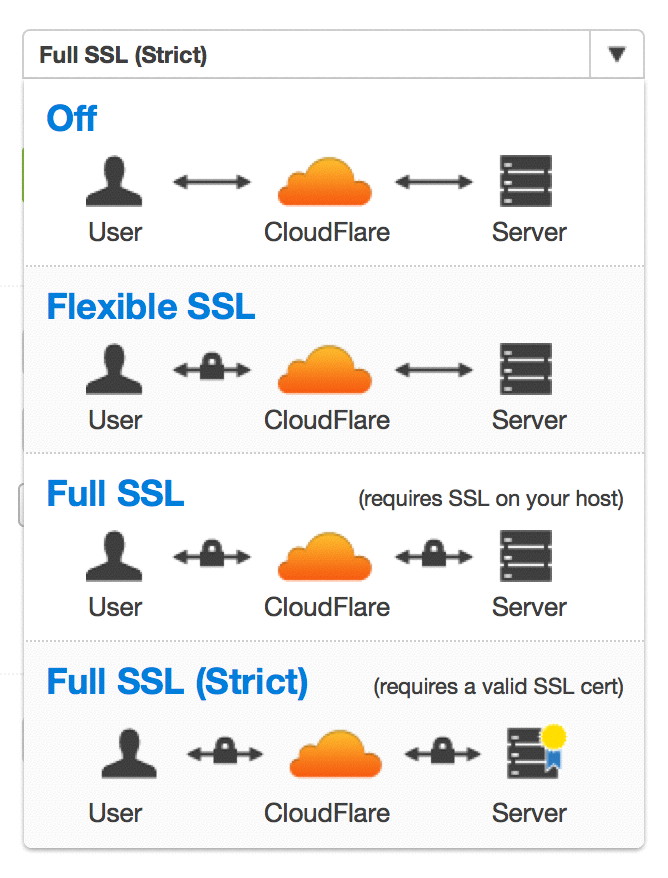 Full SSL (Strict)
Off
User CloudFlare Server
Flexible SSL
User CloudFlare Server
Full SSL (requires SSL on your host)
User CloudFlare Server
Full SSL (Strict) (requires a valid SSL cert)
User CloudFlare Server